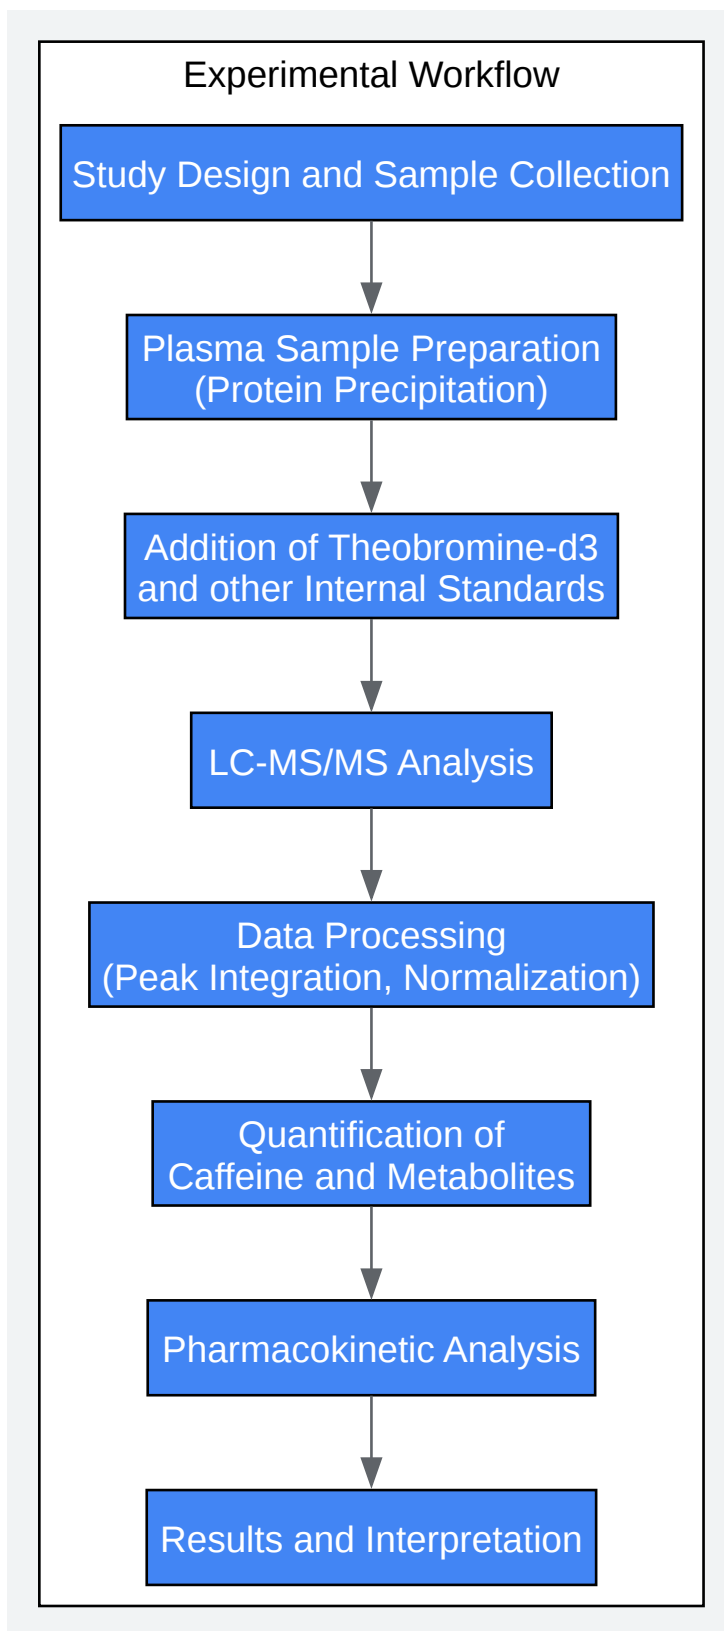 Experimental Workflow
Study Design and Sample Collection
Plasma Sample Preparation
(Protein Precipitation)
Addition of Theobromine-d3
and other Internal Standards
LC-MS/MS Analysis
Data Processing
(Peak Integration, Normalization)
Quantification of
Caffeine and Metabolites
Pharmacokinetic Analysis
Results and Interpretation